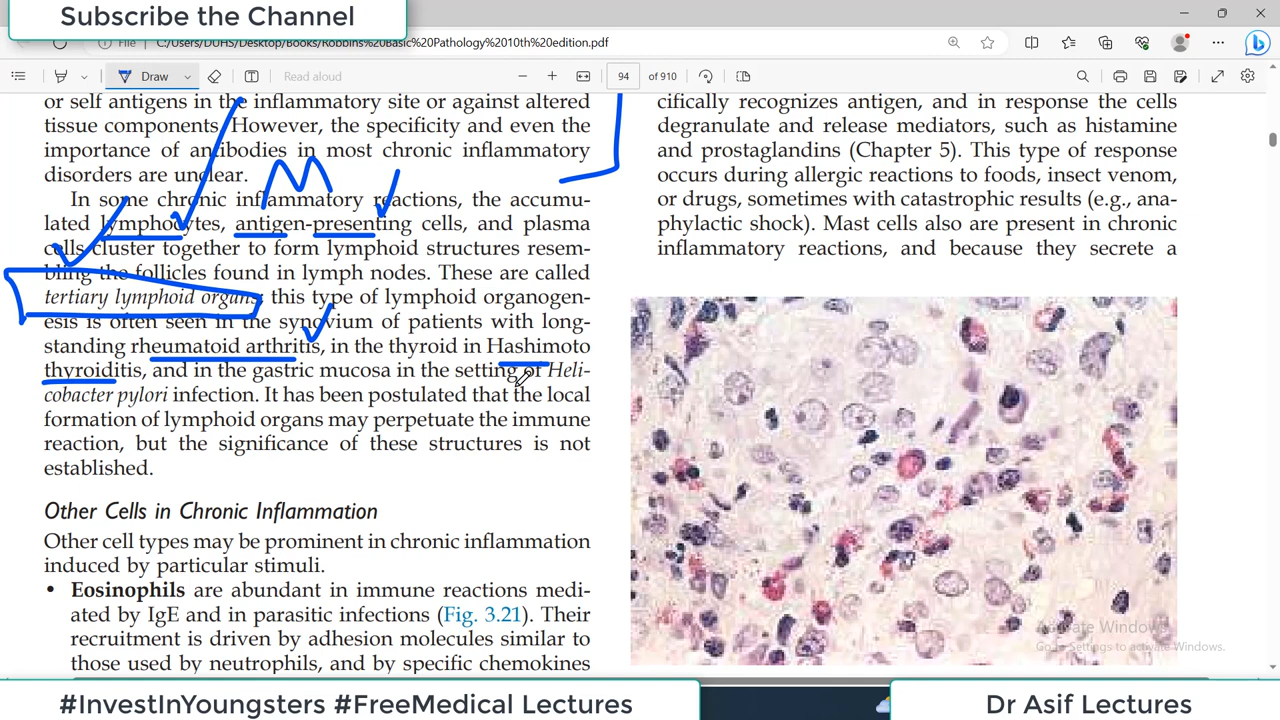 Subscribe the Channel
File
C:/Users/DUHS/Desktop/Books/Robbins%20Basic%20Pathology%2010th%20edition.pdf
Draw
Read aloud
94
of 910
or self antigens in the inflammatory site or against altered
tissue components. However, the specificity and even the
importance of antibodies in most chronic inflammatory
disorders are unclear.
In some chronic inflammatory reactions, the accumu-
lated lymphocytes, antigen-presenting cells, and plasma
cells cluster together to form lymphoid structures resem-
bling the follicles found in lymph nodes. These are called
tertiary lymphoid organs; this type of lymphoid organogen-
esis is often seen in the synovium of patients with long-
standing rheumatoid arthritis, in the thyroid in Hashimoto
thyroiditis, and in the gastric mucosa in the setting of Heli-
cobacter pylori infection. It has been postulated that the local
formation of lymphoid organs may perpetuate the immune
reaction, but the significance of these structures is not
established.
Other Cells in Chronic Inflammation
Other cell types may be prominent in chronic inflammation
induced by particular stimuli.
• Eosinophils are abundant in immune reactions medi-
ated by IgE and in parasitic infections (Fig. 3.21). Their
recruitment is driven by adhesion molecules similar to
those used by neutrophils, and by specific chemokines
cifically recognizes antigen, and in response the cells
degranulate and release mediators, such as histamine
and prostaglandins (Chapter 5). This type of response
occurs during allergic reactions to foods, insect venom,
or drugs, sometimes with catastrophic results (e.g., ana-
phylactic shock). Mast cells also are present in chronic
inflammatory reactions, and because they secrete a
Activate Windows
Go to Settings to activate Windows.
#InvestInYoungsters #FreeMedical Lectures
Dr Asif Lectures